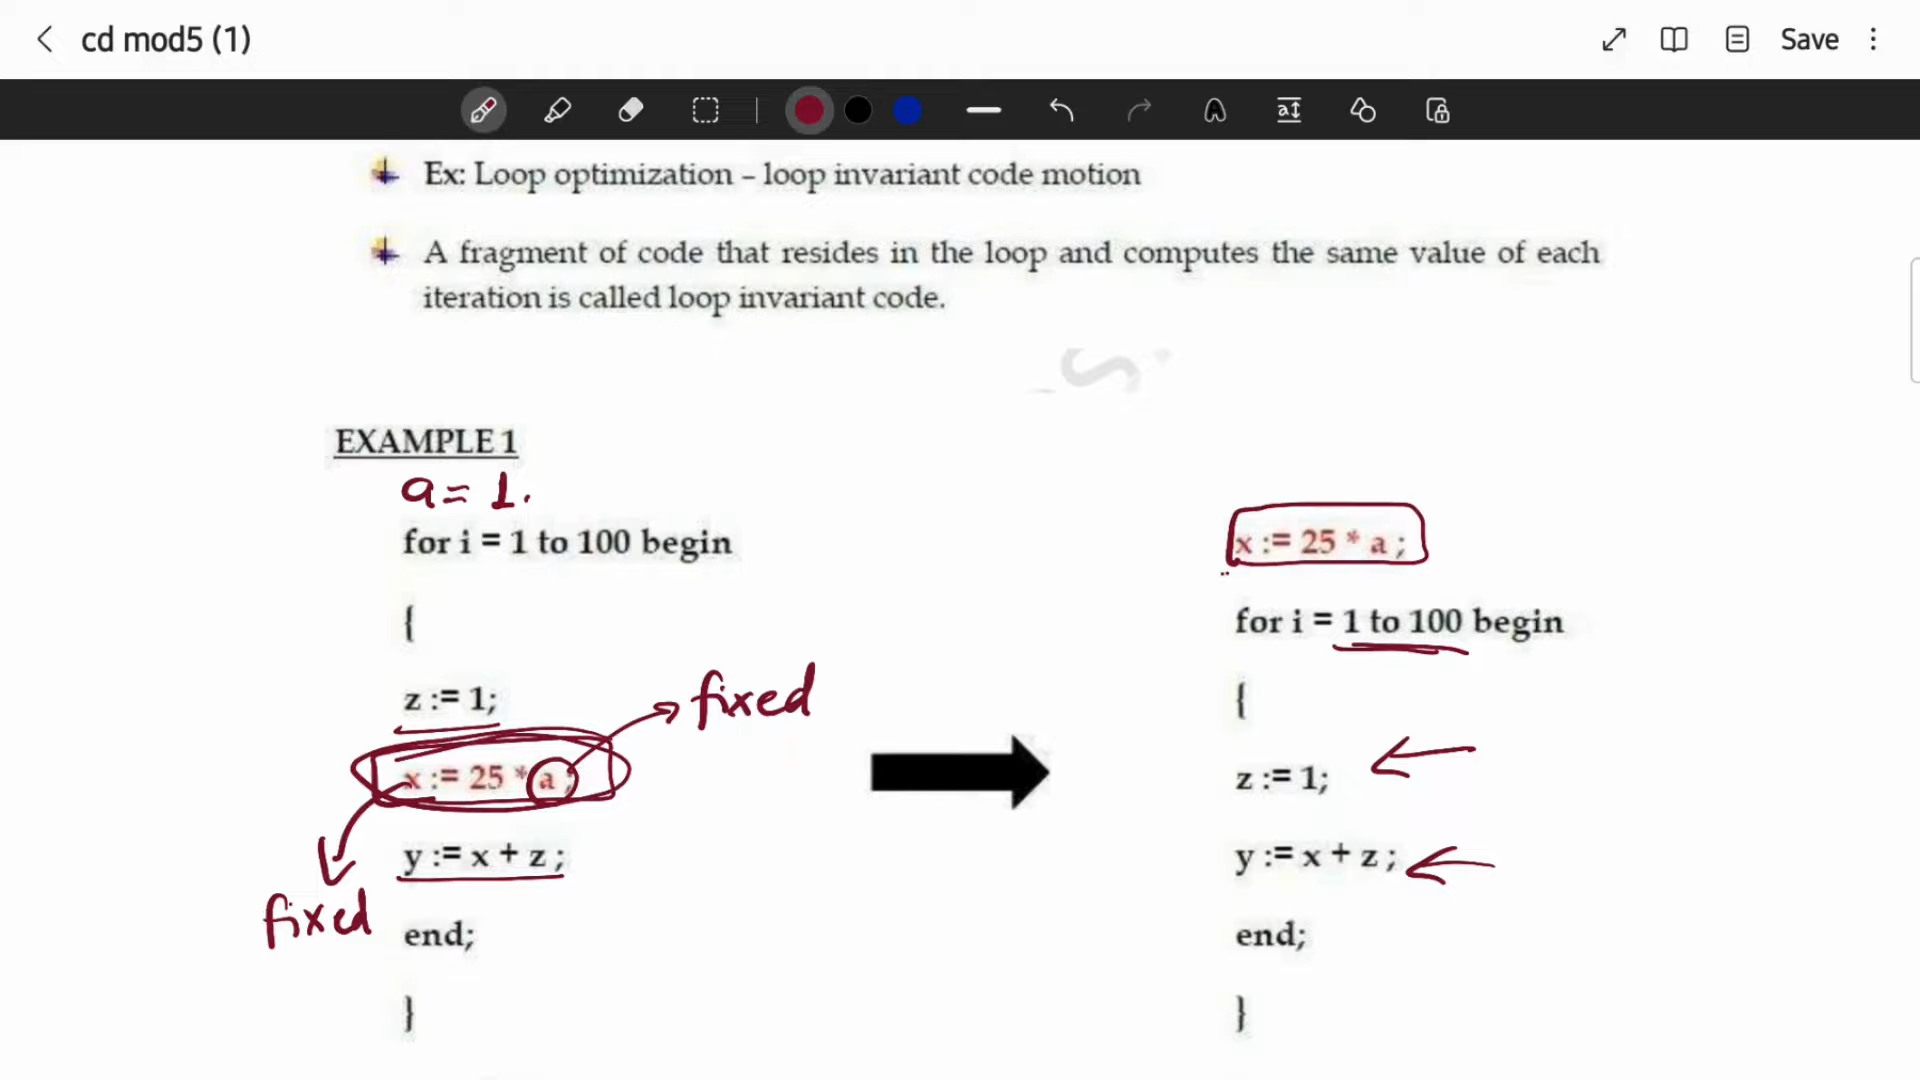 cd mod5 (1)
Save
Ex: Loop optimization – loop invariant code motion
A fragment of code that resides in the loop and computes the same value of each
iteration is called loop invariant code.
EXAMPLE 1
a = 1.
for i = 1 to 100 begin
{
z := 1;
fixed
x := 25 * a ;
y := x + z ;
fixed
end;
}
x := 25 * a ;
for i = 1 to 100 begin
{
z := 1;
y := x + z ;
end;
}